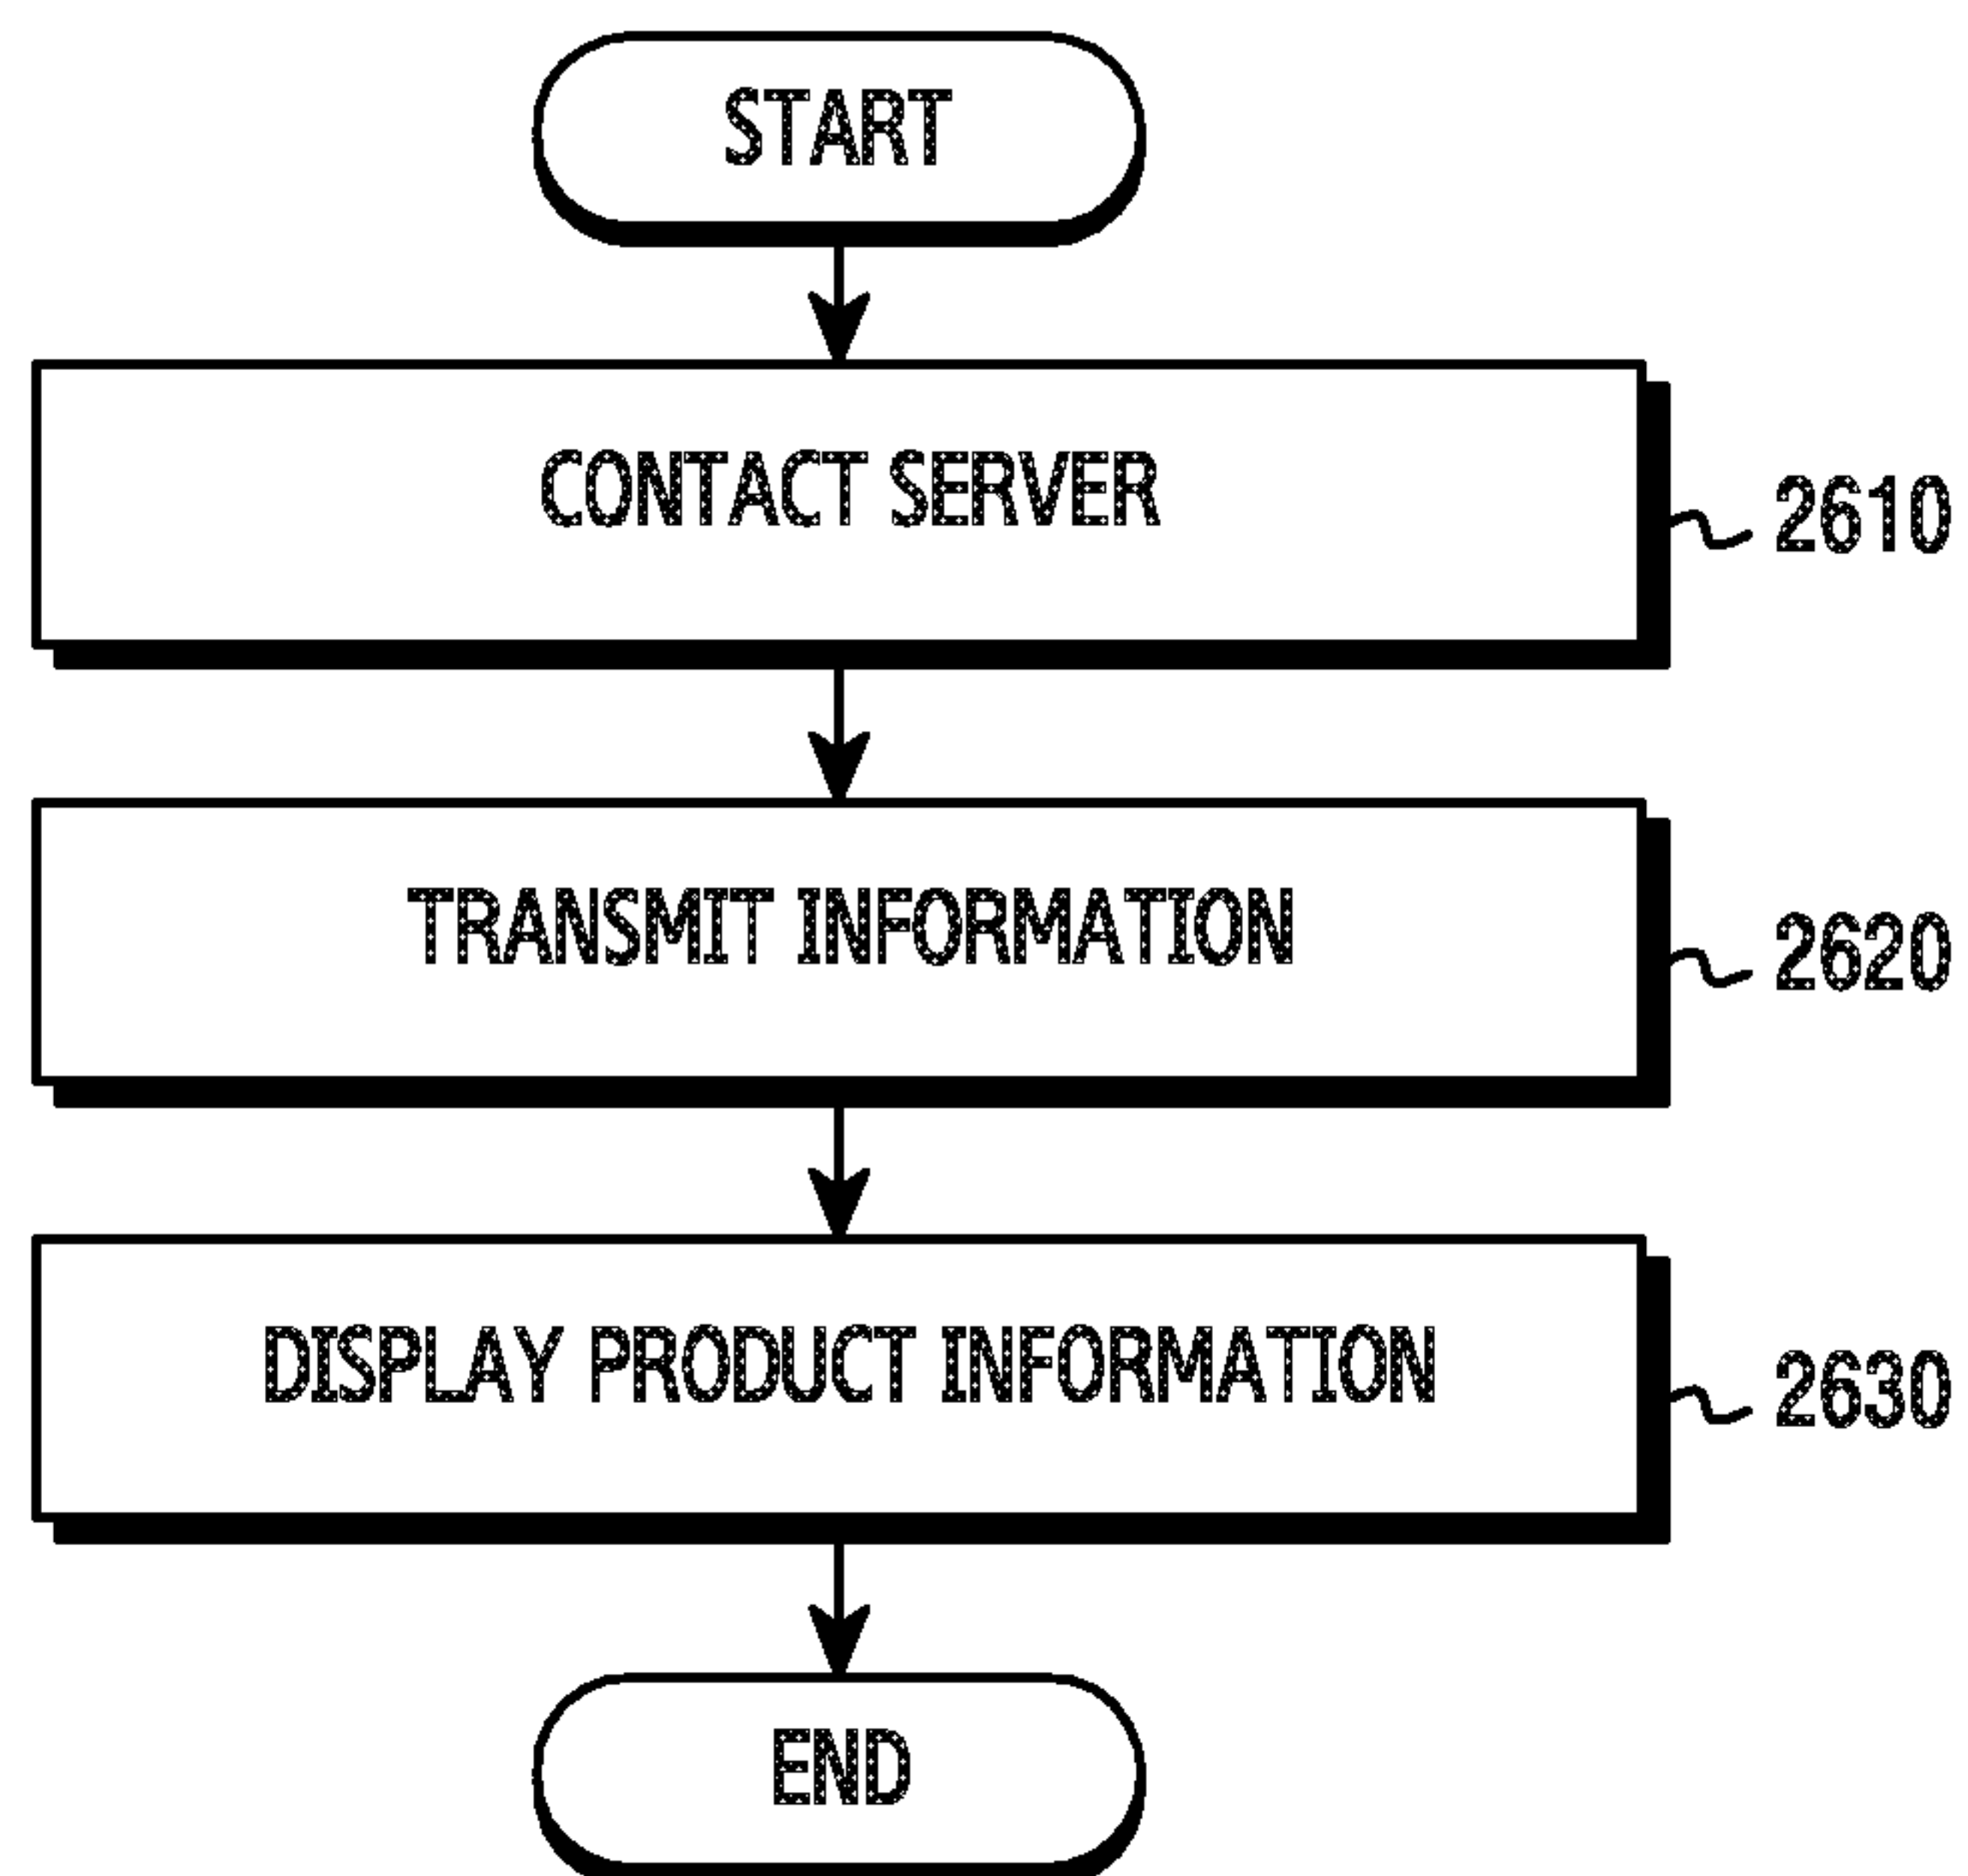 START
CONTACT SERVER
2610
TRANSMIT INFORMATION
2620
DISPLAY PRODUCT INFORMATION
2630
END